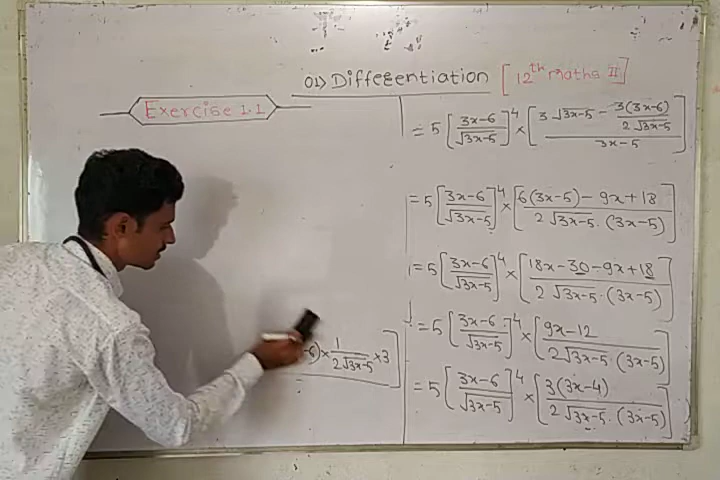 01) Differentiation [12th maths II]
Exercise 1.1
-6) × 1/(2√3x-5) × 3]
= 5 [(3x-6)/(√3x-5)]^4 × [(3√3x-5 - 3(3x-6)/(2√3x-5))/(3x-5)]
= 5 [(3x-6)/(√3x-5)]^4 × [(6(3x-5) - 9x+18)/(2√3x-5 · (3x-5))]
= 5 [(3x-6)/(√3x-5)]^4 × [(18x-30-9x+18)/(2√3x-5 · (3x-5))]
= 5 [(3x-6)/(√3x-5)]^4 × [(9x-12)/(2√3x-5 · (3x-5))]
= 5 [(3x-6)/(√3x-5)]^4 × [(3(3x-4))/(2√3x-5 · (3x-5))]